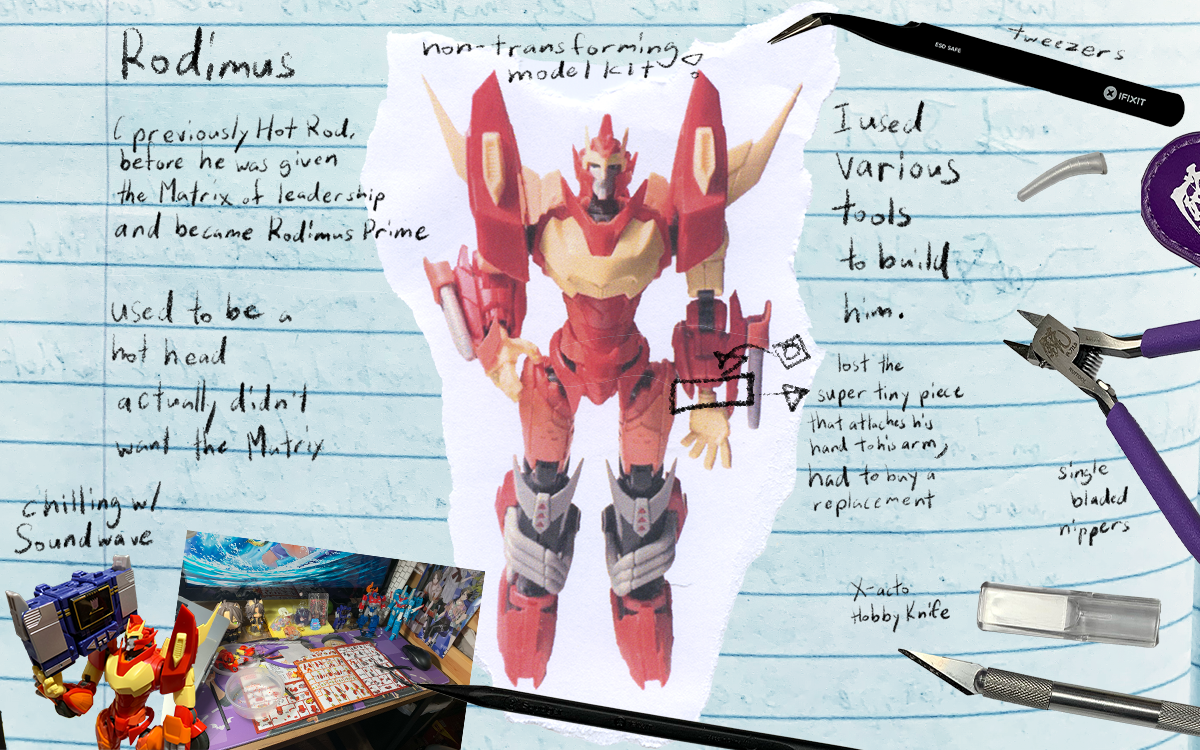 Rodimus
(previously Hot Rod,
before he was given
the Matrix of leadership
and became Rodimus Prime
used to be a
hot head
actually didn't
want the Matrix
chilling w/
Soundwave
non-transforming
model kit!
ESD SAFE
IFIXIT
tweezers
I used
various
tools
to build
him.
lost the
super tiny piece
that attaches his
hand to his arm,
had to buy a
replacement
single
bladed
nippers
X-acto
Hobby Knife